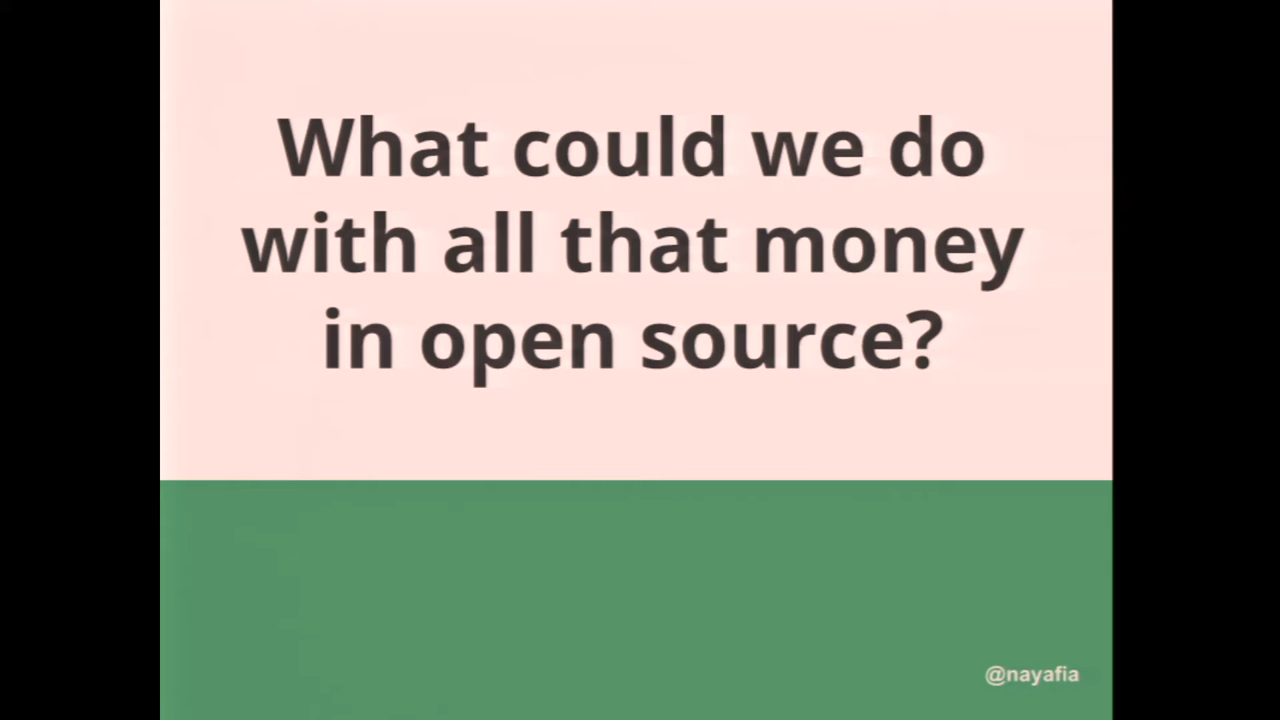 What could we do
with all that money
in open source?
@nayafia